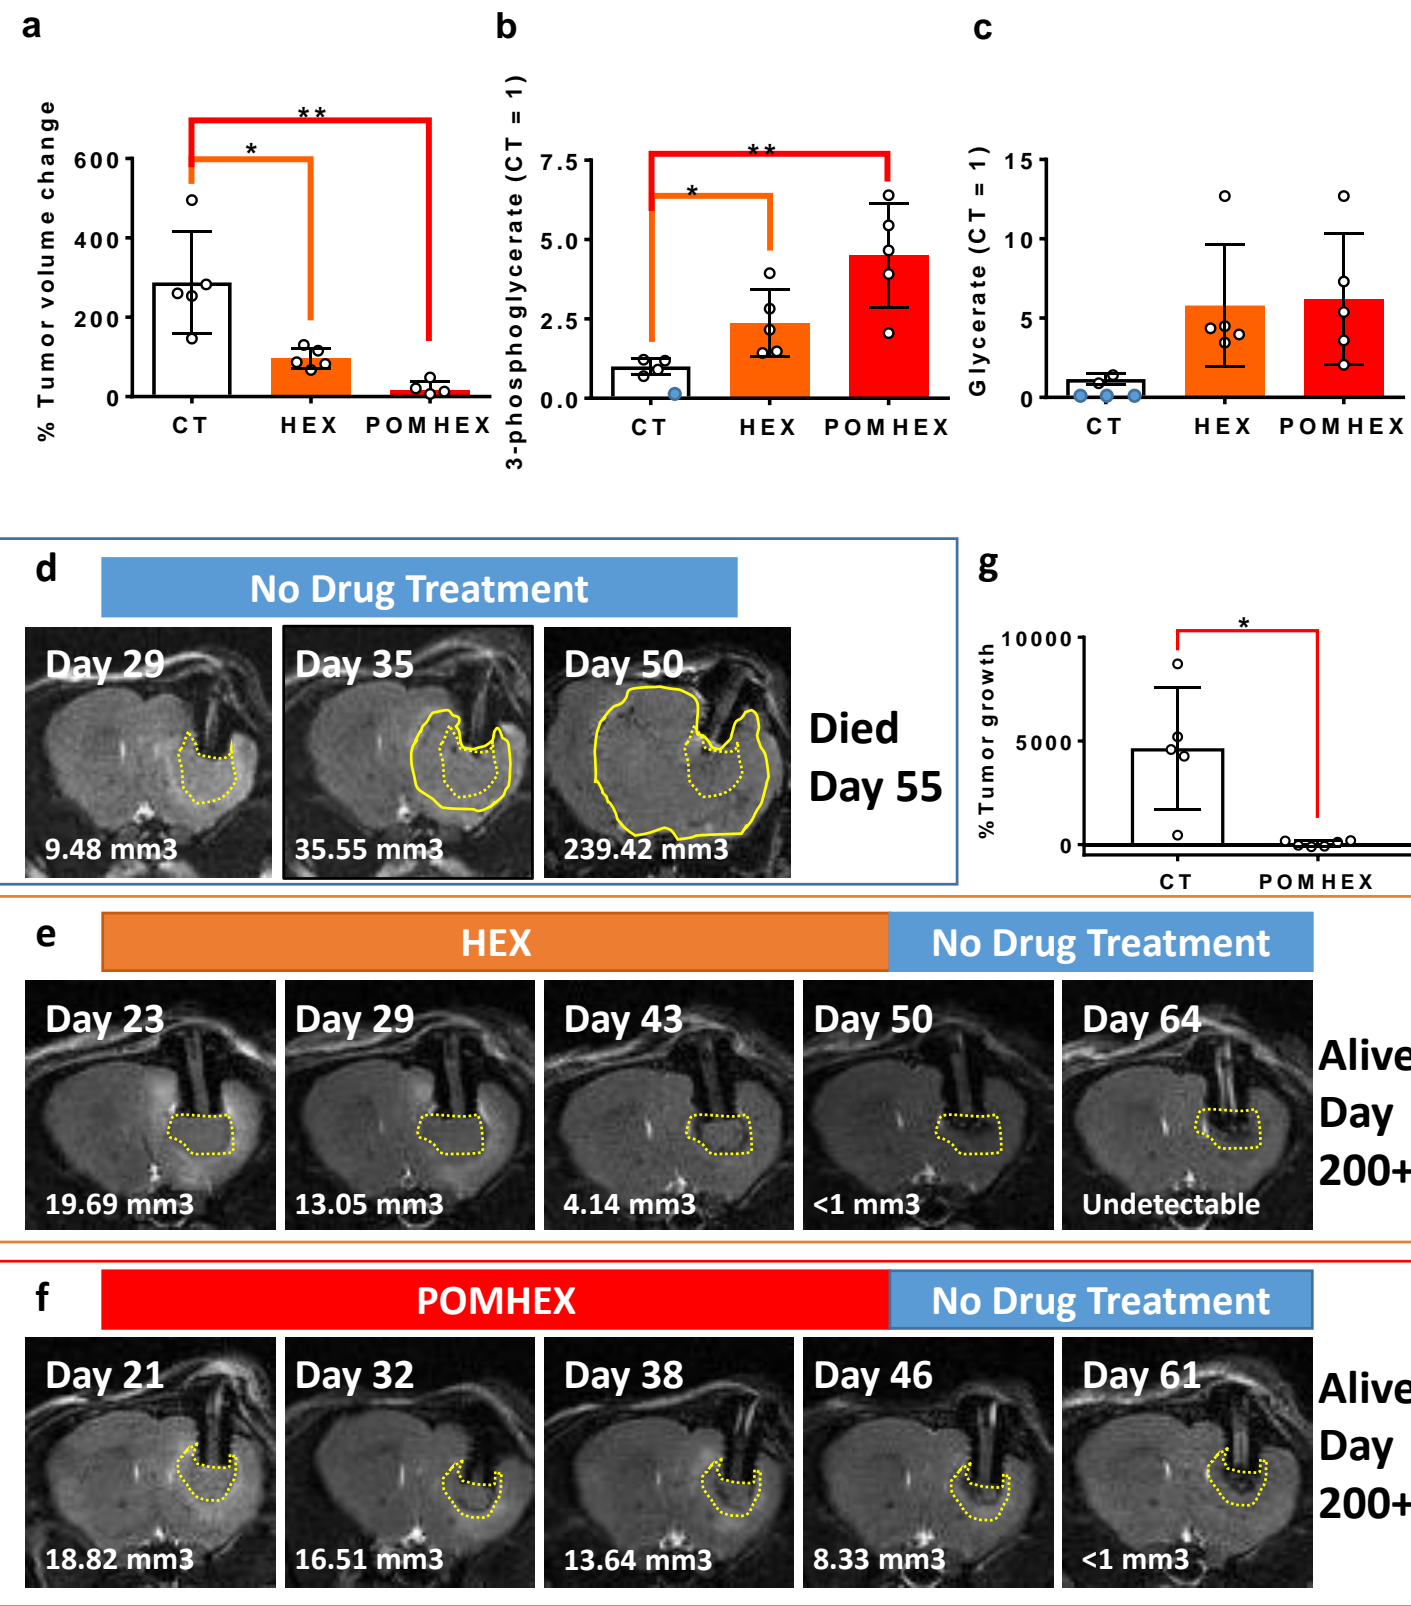 a
% Tumor volume change
600
400
200
0
**
*
CT
HEX
POMHEX
b
3-phosphoglycerate (CT = 1)
7.5
5.0
2.5
0.0
**
*
CT
HEX
POMHEX
c
Glycerate (CT = 1)
15
10
5
0
CT
HEX
POMHEX
d
No Drug Treatment
Day 29
9.48 mm3
Day 35
35.55 mm3
Day 50
239.42 mm3
Died
Day 55
g
% Tumor growth
10000
5000
0
*
CT
POMHEX
e
HEX
No Drug Treatment
Day 23
19.69 mm3
Day 29
13.05 mm3
Day 43
4.14 mm3
Day 50
<1 mm3
Day 64
Undetectable
Alive
Day
200+
f
POMHEX
No Drug Treatment
Day 21
18.82 mm3
Day 32
16.51 mm3
Day 38
13.64 mm3
Day 46
8.33 mm3
Day 61
<1 mm3
Alive
Day
200+